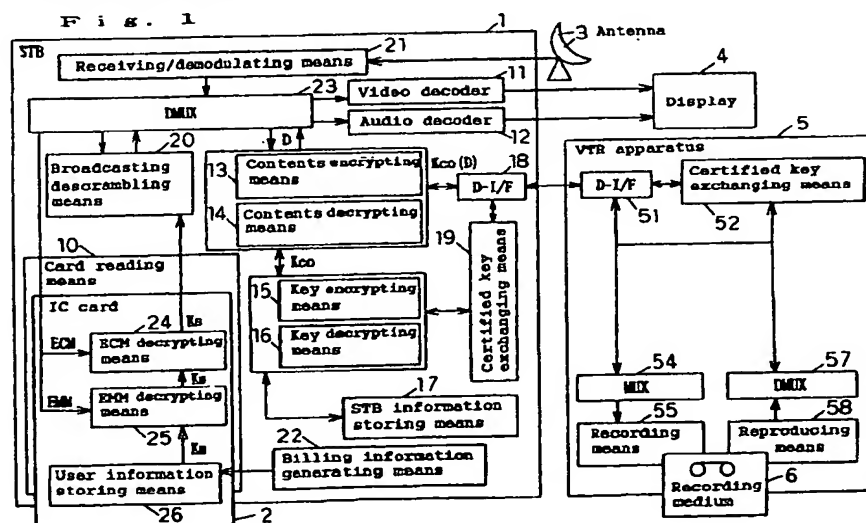 Fig. 1
1
STB
21
Receiving/demodulating means
3 Antenna
23
DMUX
11
Video decoder
Audio decoder
12
4
Display
20
Broadcasting
descrambling
means
D
13
Contents encrypting
means
14
Contents decrypting
means
Kco(D)
18
D-I/F
5
VTR apparatus
D-I/F
51
Certified key
exchanging means
52
Kco
19
Certified key
exchanging means
10
Card reading
means
IC card
Ks
24
ECM
ECM decrypting
means
15
Key encrypting
means
16
Key decrypting
means
EMM
EMM decrypting
means
25
17
STB information
storing means
54
MUX
57
DMUX
55
Recording
means
58
Reproducing
means
22
Billing information
generating means
User information
storing means
26
2
Recording
medium
6